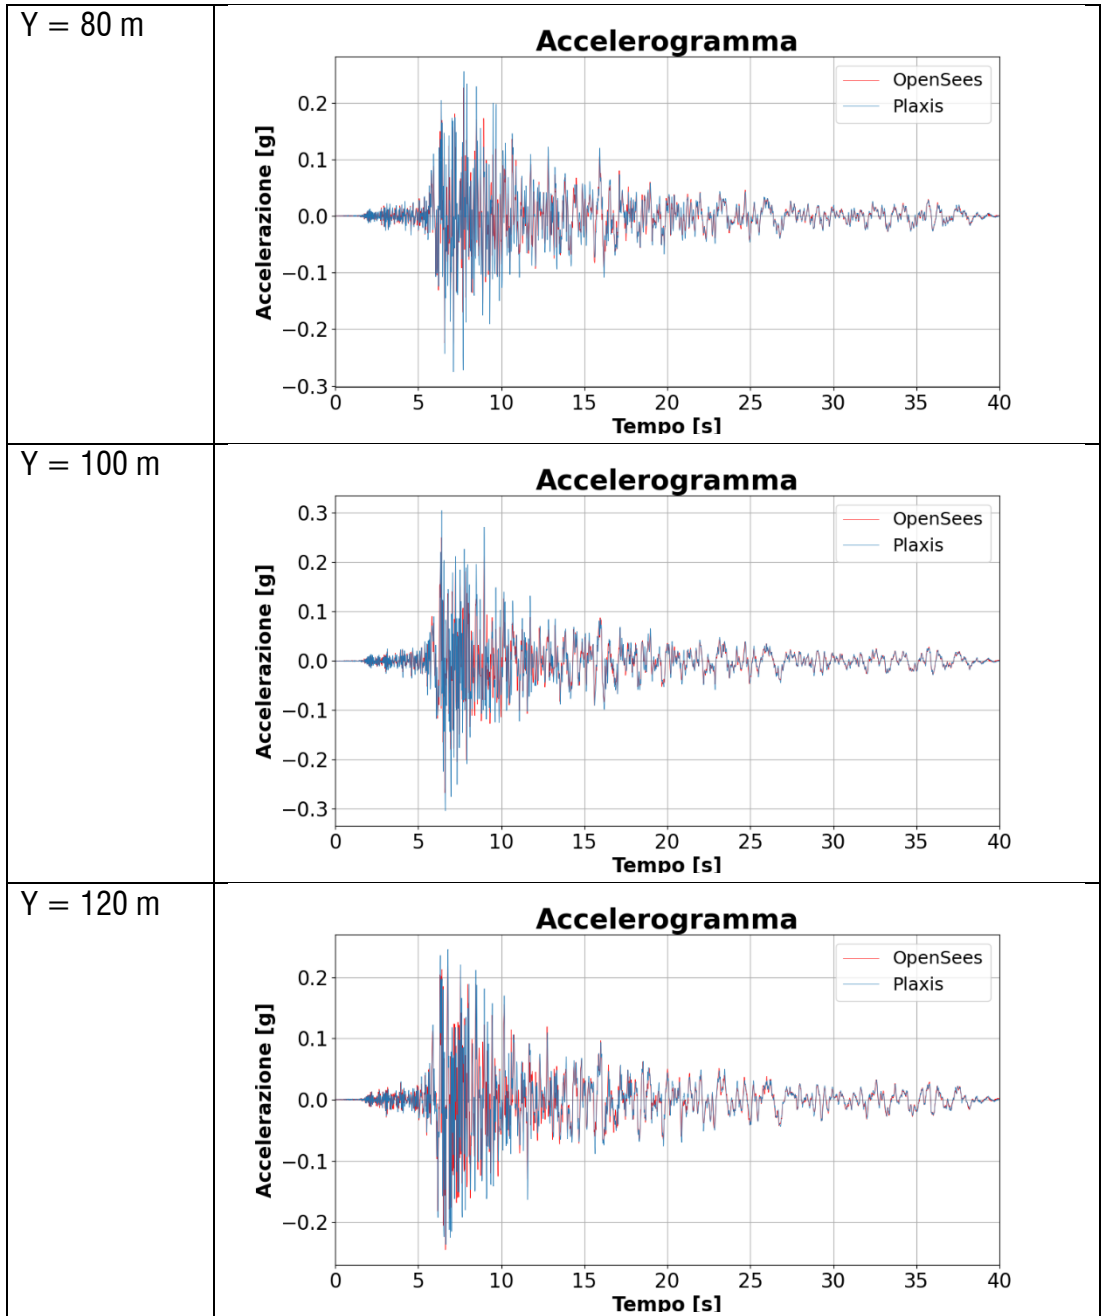 Y = 80 m
Accelerogramma
Accelerazione [g]
0.2
0.1
0.0
−0.1
−0.2
−0.3
OpenSees
Plaxis
0 5 10 15 20 25 30 35 40
Tempo [s]
Y = 100 m
Accelerogramma
Accelerazione [g]
0.3
0.2
0.1
0.0
−0.1
−0.2
−0.3
OpenSees
Plaxis
0 5 10 15 20 25 30 35 40
Tempo [s]
Y = 120 m
Accelerogramma
Accelerazione [g]
0.2
0.1
0.0
−0.1
−0.2
OpenSees
Plaxis
0 5 10 15 20 25 30 35 40
Tempo [s]